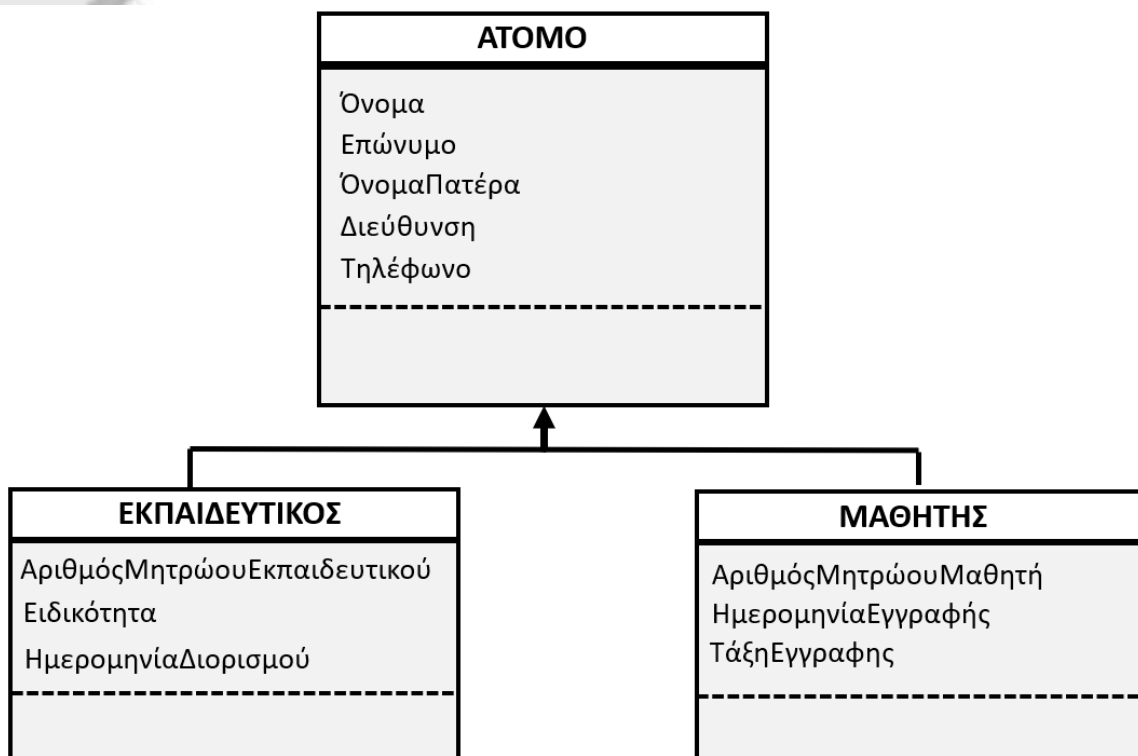 ΑΤΟΜΟ
Όνομα
Επώνυμο
ΌνομαΠατέρα
Διεύθυνση
Τηλέφωνο
ΕΚΠΑΙΔΕΥΤΙΚΟΣ
ΑριθμόςΜητρώουΕκπαιδευτικού
Ειδικότητα
ΗμερομηνίαΔιορισμού
ΜΑΘΗΤΗΣ
ΑριθμόςΜητρώουΜαθητή
ΗμερομηνίαΕγγραφής
ΤάξηΕγγραφης